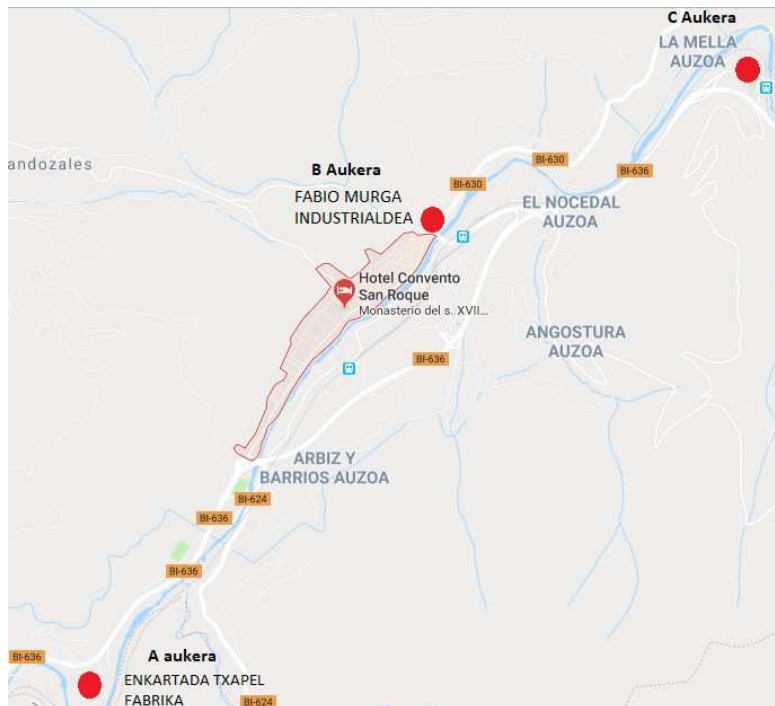 C Aukera
LA MELLA
AUZOA
andozales
B Aukera
FABIO MURGA
INDUSTRIALDEA
BI-630
BI-630
BI-636
EL NOCEDAL
AUZOA
Hotel Convento
San Roque
Monasterio del s. XVII...
ANGOSTURA
AUZOA
BI-636
ARBIZ Y
BARRIOS AUZOA
BI-624
BI-636
BI-636
BI-636
A aukera
ENKARTADA TXAPEL
FABRIKA
BI-624